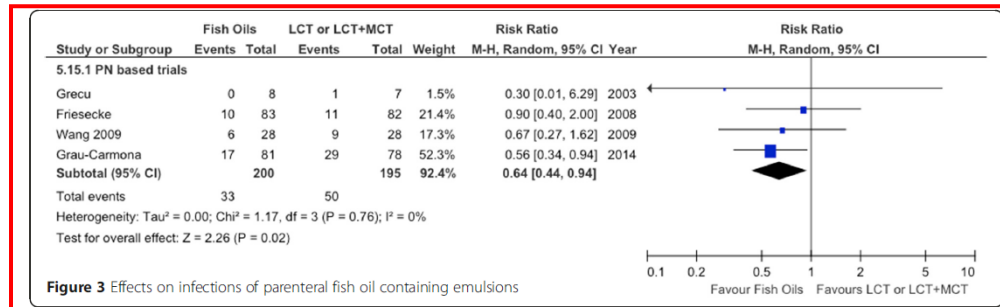 Fish Oils LCT or LCT+MCT Risk Ratio Risk Ratio
Study or Subgroup Events Total Events Total Weight M-H, Random, 95% CI Year M-H, Random, 95% CI
5.15.1 PN based trials
Grecu 0 8 1 7 1.5% 0.30 [0.01, 6.29] 2003
Friesecke 10 83 11 82 21.4% 0.90 [0.40, 2.00] 2008
Wang 2009 6 28 9 28 17.3% 0.67 [0.27, 1.62] 2009
Grau-Carmona 17 81 29 78 52.3% 0.56 [0.34, 0.94] 2014
Subtotal (95% CI) 200 195 92.4% 0.64 [0.44, 0.94]
Total events 33 50
Heterogeneity: Tau² = 0.00; Chi² = 1.17, df = 3 (P = 0.76); I² = 0%
Test for overall effect: Z = 2.26 (P = 0.02)
0.1 0.2 0.5 1 2 5 10
Favour Fish Oils Favours LCT or LCT+MCT
Figure 3 Effects on infections of parenteral fish oil containing emulsions